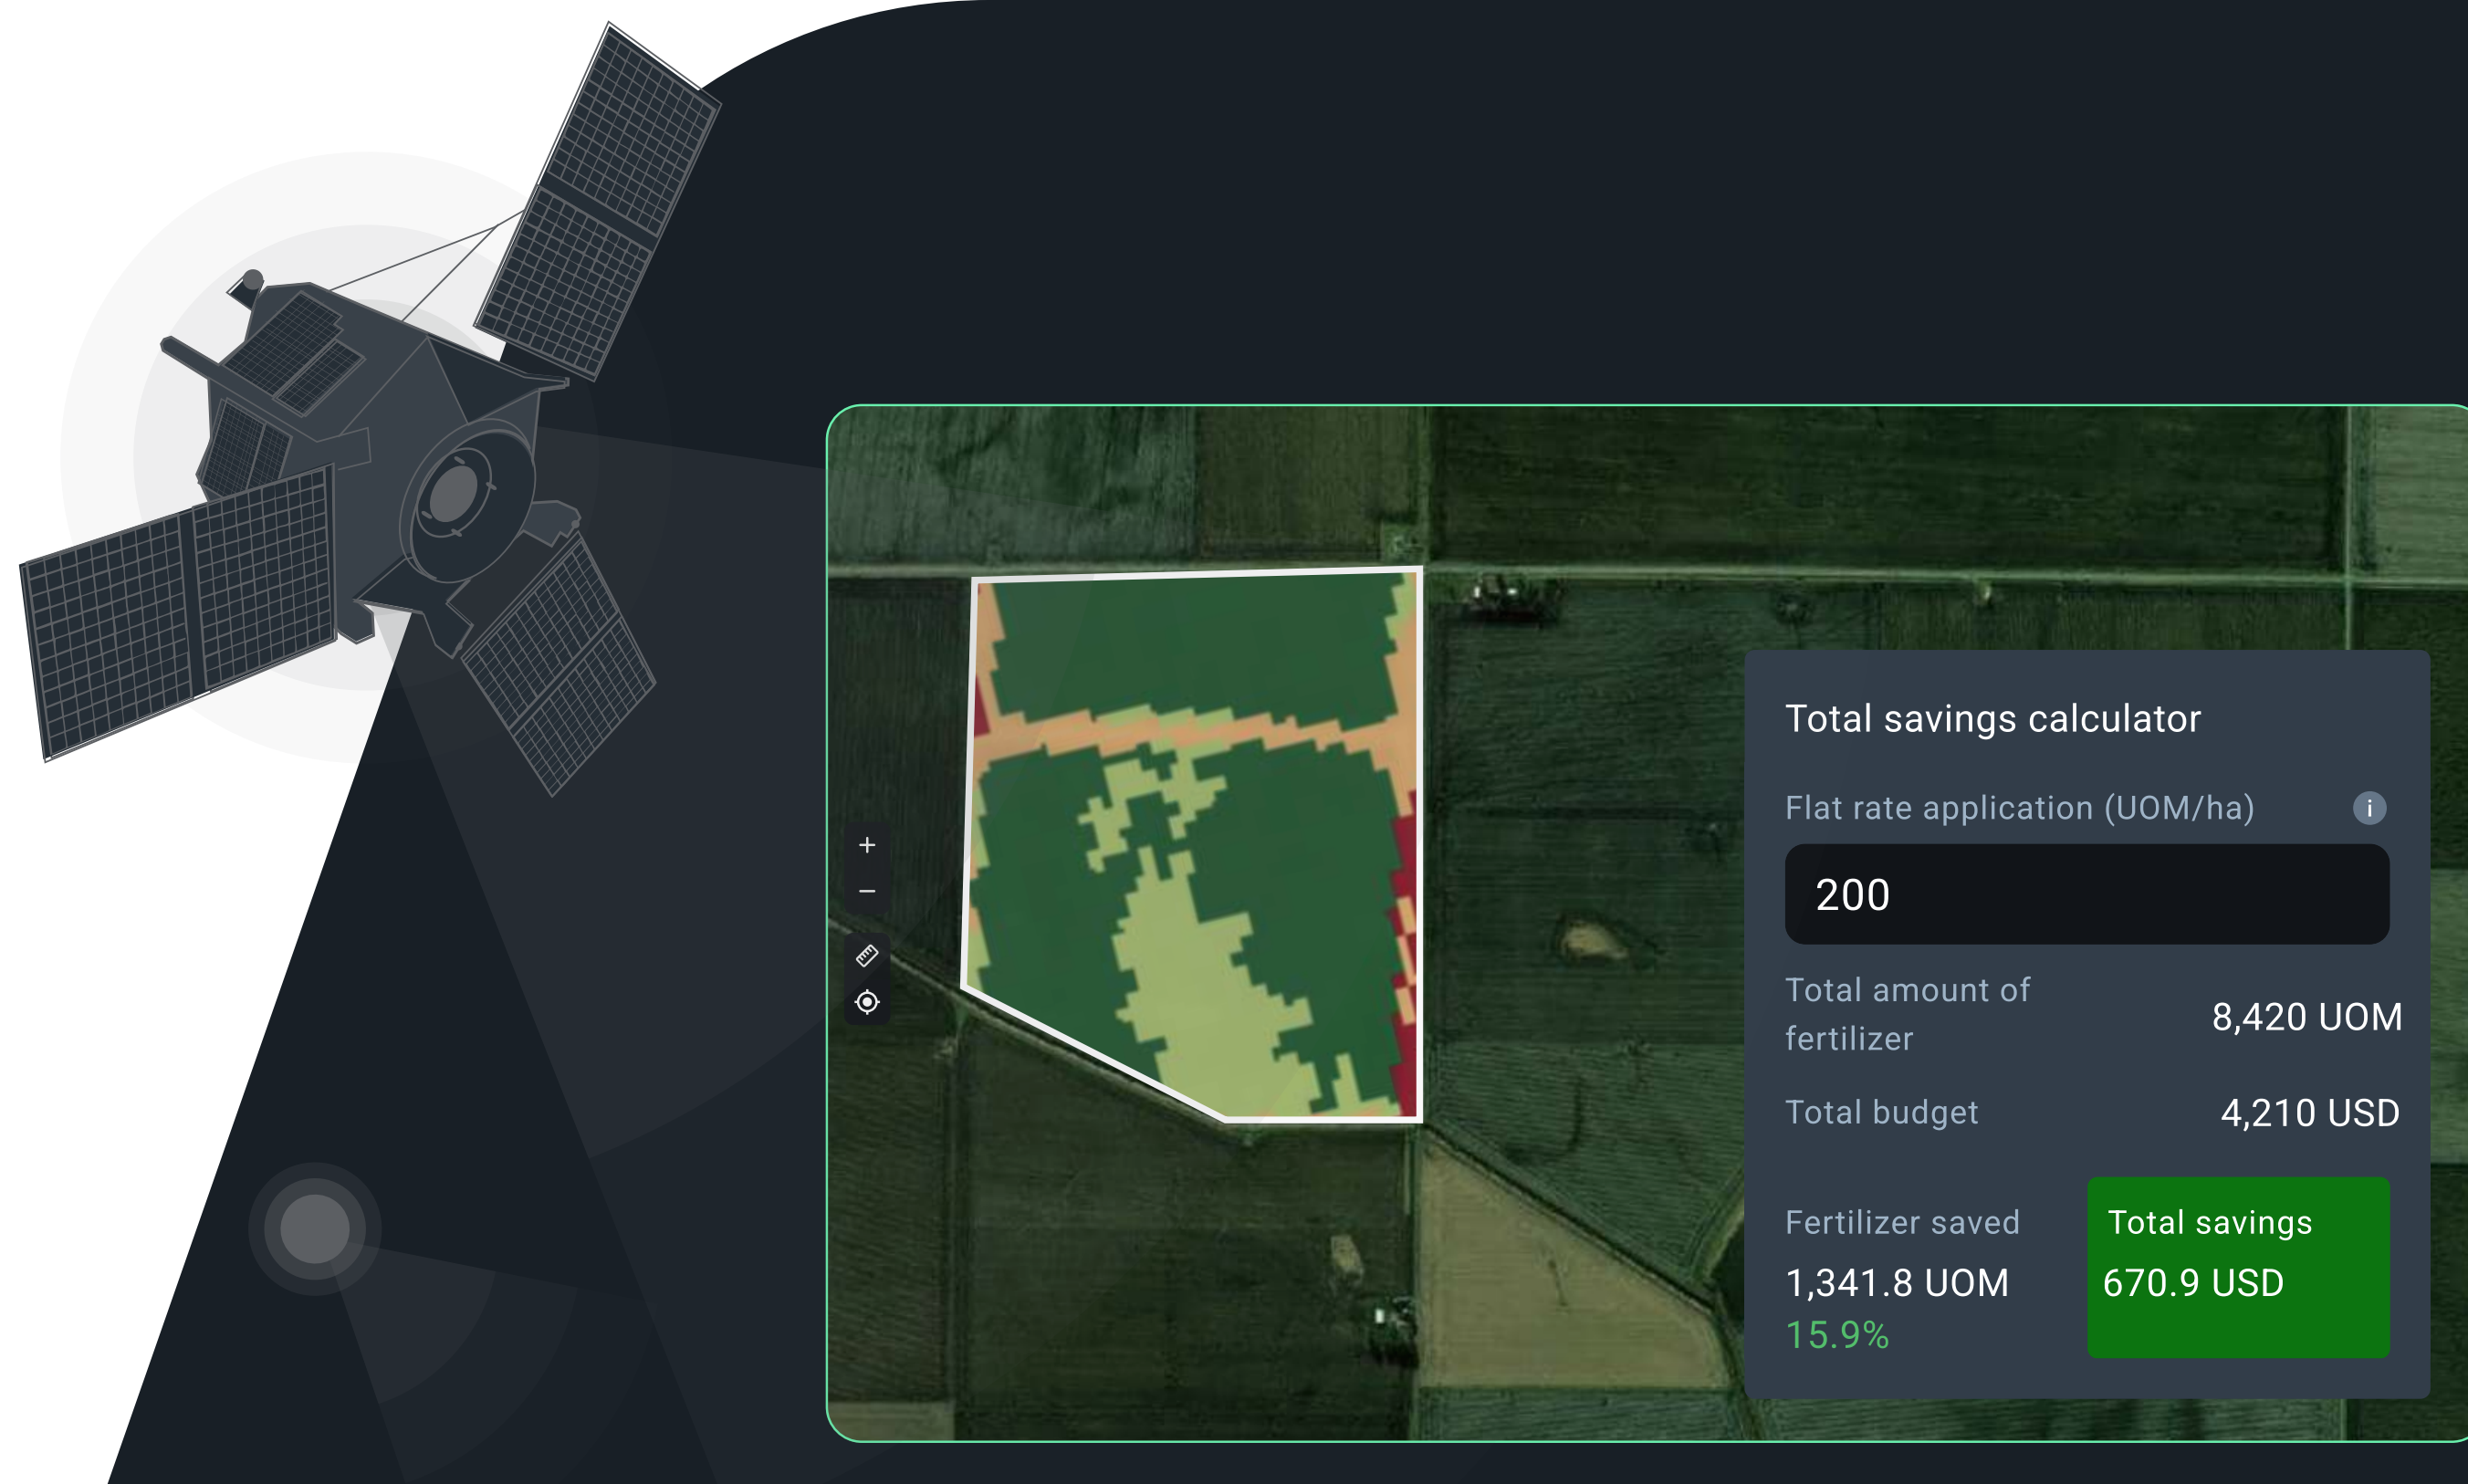 Total savings calculator
Flat rate application (UOM/ha)
i
200
Total amount of
fertilizer
8,420 UOM
Total budget
4,210 USD
Fertilizer saved
1,341.8 UOM
15.9%
Total savings
670.9 USD